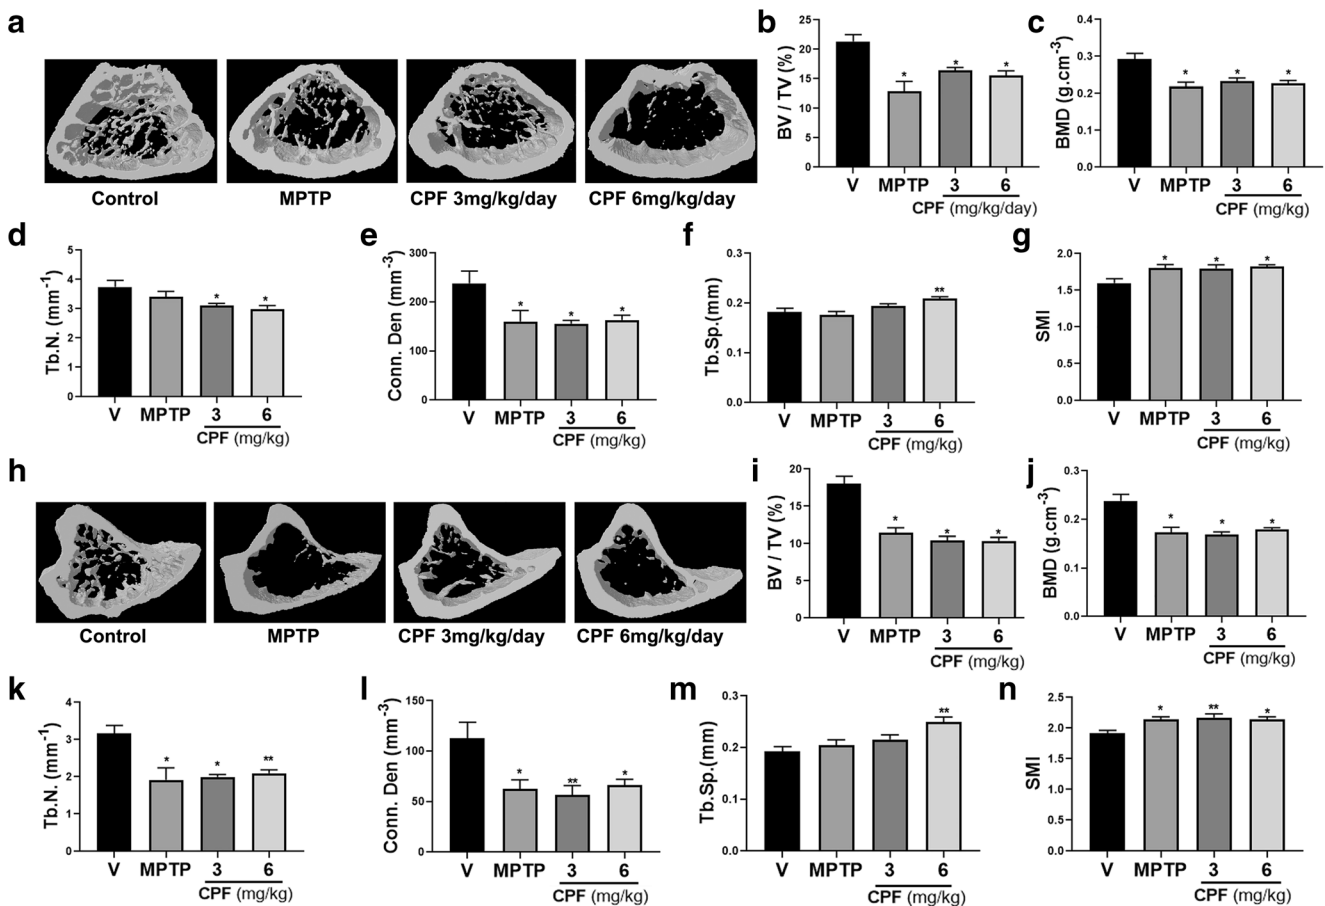 a
Control
MPTP
CPF 3mg/kg/day
CPF 6mg/kg/day
b
BV / TV (%)
25
20
15
10
5
0
*
*
*
V
MPTP
3
6
CPF (mg/kg/day)
c
BMD (g.cm-3)
0.4
0.3
0.2
0.1
0.0
*
*
*
V
MPTP
3
6
CPF (mg/kg)
d
Tb.N. (mm-1)
5
4
3
2
1
0
*
*
V
MPTP
3
6
CPF (mg/kg)
e
Conn. Den (mm-3)
300
200
100
0
*
*
*
V
MPTP
3
6
CPF (mg/kg)
f
Tb.Sp.(mm)
0.3
0.2
0.1
0.0
**
V
MPTP
3
6
CPF (mg/kg)
g
SMI
2.0
1.5
1.0
0.5
0.0
*
*
*
V
MPTP
3
6
CPF (mg/kg)
h
Control
MPTP
CPF 3mg/kg/day
CPF 6mg/kg/day
i
BV / TV (%)
20
15
10
5
0
*
*
*
V
MPTP
3
6
CPF (mg/kg)
j
BMD (g.cm-3)
0.3
0.2
0.1
0.0
*
*
*
V
MPTP
3
6
CPF (mg/kg)
k
Tb.N. (mm-1)
4
3
2
1
0
*
*
**
V
MPTP
3
6
CPF (mg/kg)
l
Conn. Den (mm-3)
150
100
50
0
*
**
*
V
MPTP
3
6
CPF (mg/kg)
m
Tb.Sp.(mm)
0.3
0.2
0.1
0.0
**
V
MPTP
3
6
CPF (mg/kg)
n
SMI
2.5
2.0
1.5
1.0
0.5
0.0
*
**
*
V
MPTP
3
6
CPF (mg/kg)